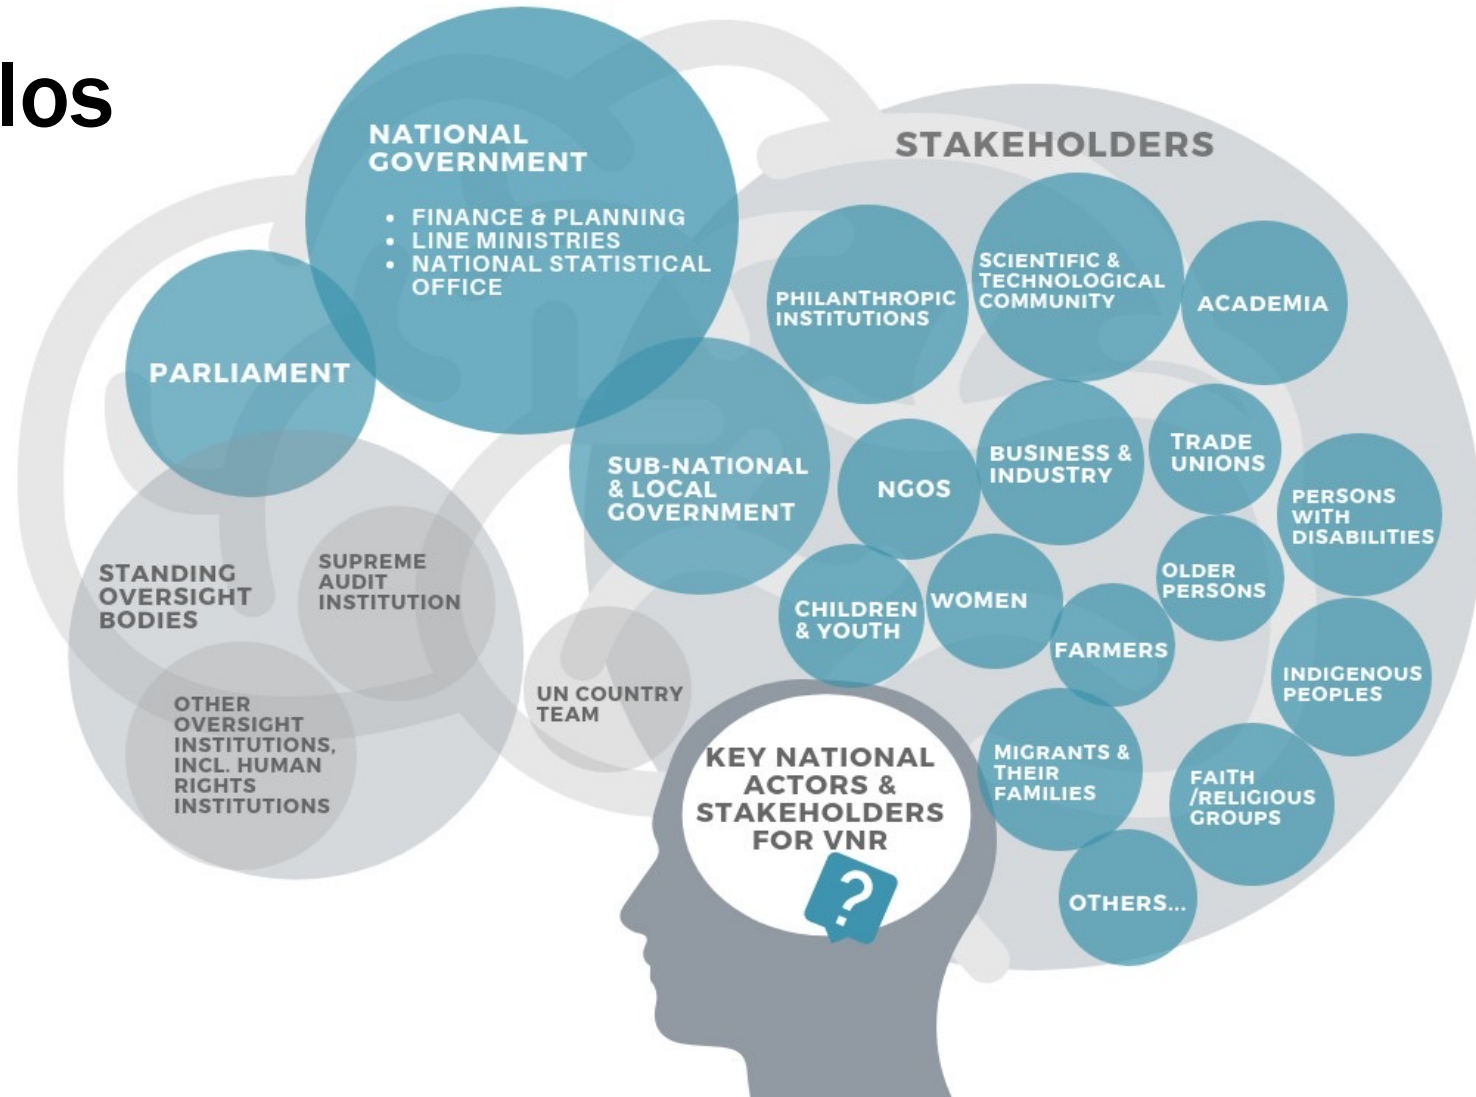 los
NATIONAL
GOVERNMENT
• FINANCE & PLANNING
• LINE MINISTRIES
• NATIONAL STATISTICAL
OFFICE
PARLIAMENT
SUB-NATIONAL
& LOCAL
GOVERNMENT
STANDING
OVERSIGHT
BODIES
SUPREME
AUDIT
INSTITUTION
OTHER
OVERSIGHT
INSTITUTIONS,
INCL. HUMAN
RIGHTS
INSTITUTIONS
UN COUNTRY
TEAM
STAKEHOLDERS
PHILANTHROPIC
INSTITUTIONS
SCIENTIFIC &
TECHNOLOGICAL
COMMUNITY
ACADEMIA
NGOS
BUSINESS &
INDUSTRY
TRADE
UNIONS
PERSONS
WITH
DISABILITIES
CHILDREN
& YOUTH
WOMEN
FARMERS
OLDER
PERSONS
INDIGENOUS
PEOPLES
MIGRANTS &
THEIR
FAMILIES
FAITH
/RELIGIOUS
GROUPS
OTHERS...
KEY NATIONAL
ACTORS &
STAKEHOLDERS
FOR VNR
?